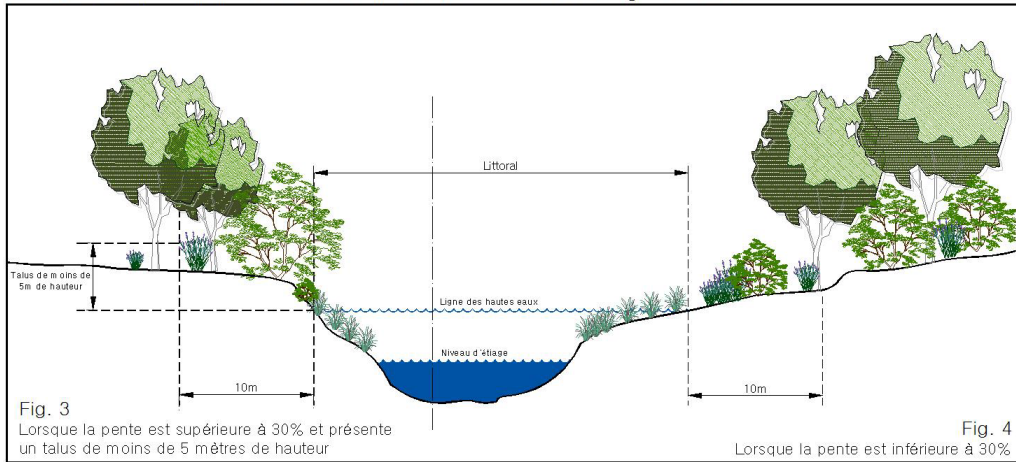 Littoral
Talus de moins de
5m de hauteur
Ligne des hautes eaux
Niveau d'étiage
10m
10m
Fig. 3
Lorsque la pente est supérieure à 30% et présente
un talus de moins de 5 mètres de hauteur
Fig. 4
Lorsque la pente est inférieure à 30%